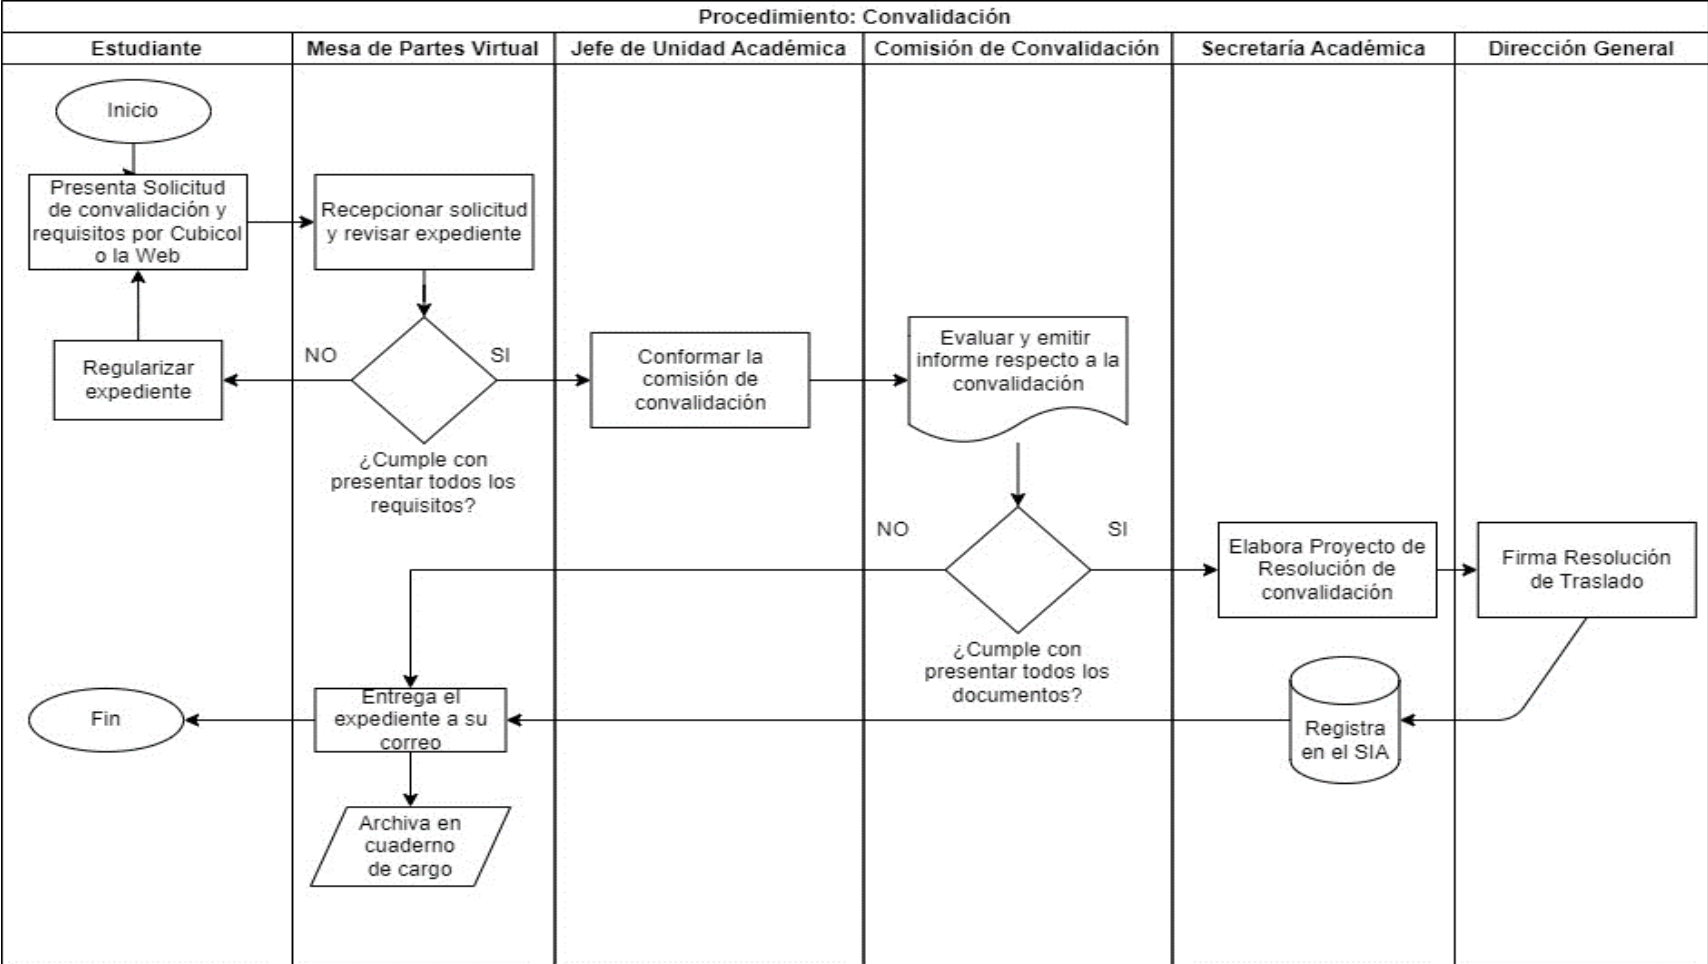 Procedimiento: Convalidación
Estudiante
Mesa de Partes Virtual
Jefe de Unidad Académica
Comisión de Convalidación
Secretaría Académica
Dirección General
Inicio
Presenta Solicitud
de convalidación y
requisitos por Cubicol
o la Web
Recepcionar solicitud
y revisar expediente
Regularizar
expediente
NO
SI
¿Cumple con
presentar todos los
requisitos?
Conformar la
comisión de
convalidación
Evaluar y emitir
informe respecto a la
convalidación
NO
SI
¿Cumple con
presentar todos los
documentos?
Elabora Proyecto de
Resolución de
convalidación
Firma Resolución
de Traslado
Registra
en el SIA
Entrega el
expediente a su
correo
Fin
Archiva en
cuaderno
de cargo